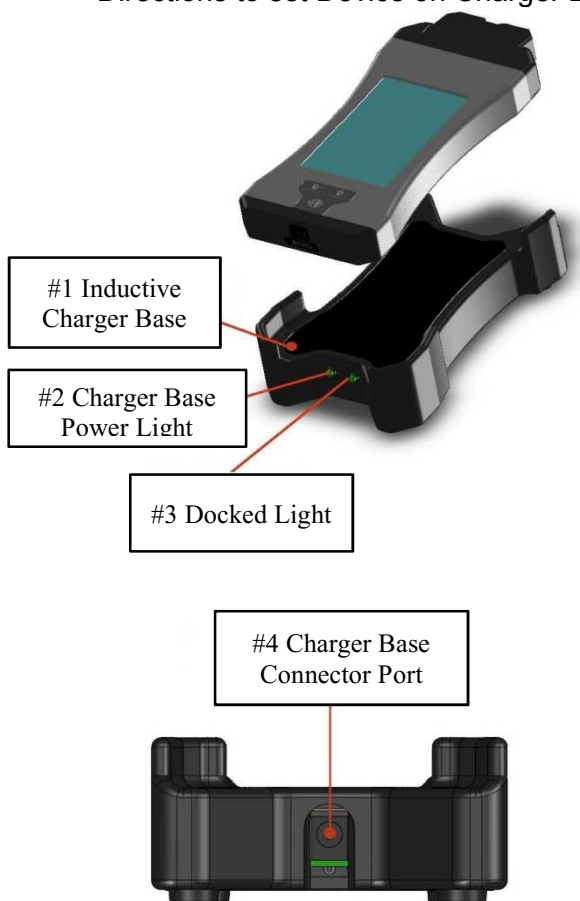 #1 Inductive
Charger Base
#2 Charger Base
Power Light
#3 Docked Light
#4 Charger Base
Connector Port